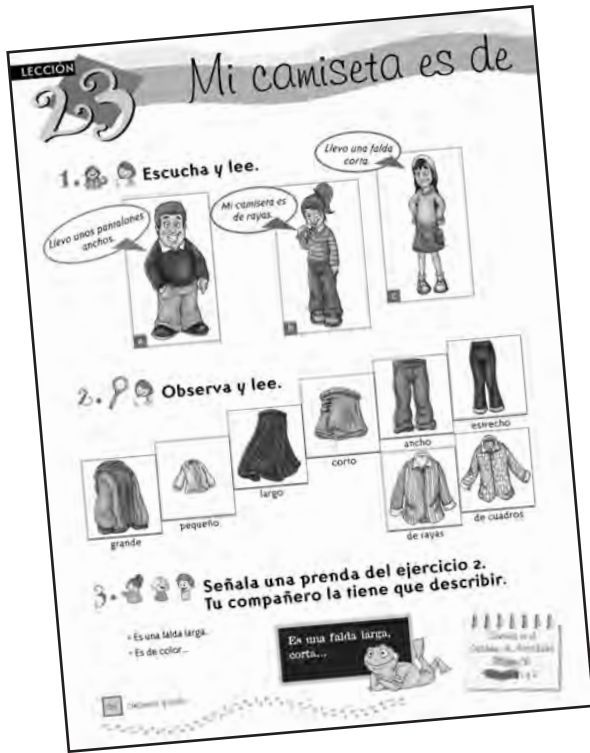 LECCIÓN
23
Mi camiseta es de
1. Escucha y lee.
Llevo unos pantalones
anchos.
Mi camiseta es
de rayas.
Llevo una falda
corta.
a
b
c
2. Observa y lee.
grande
pequeño
largo
corto
ancho
estrecho
de rayas
de cuadros
3. Señala una prenda del ejercicio 2.
Tu compañero la tiene que describir.
• Es una falda larga.
• Es de color...
Es una falda larga,
corta...